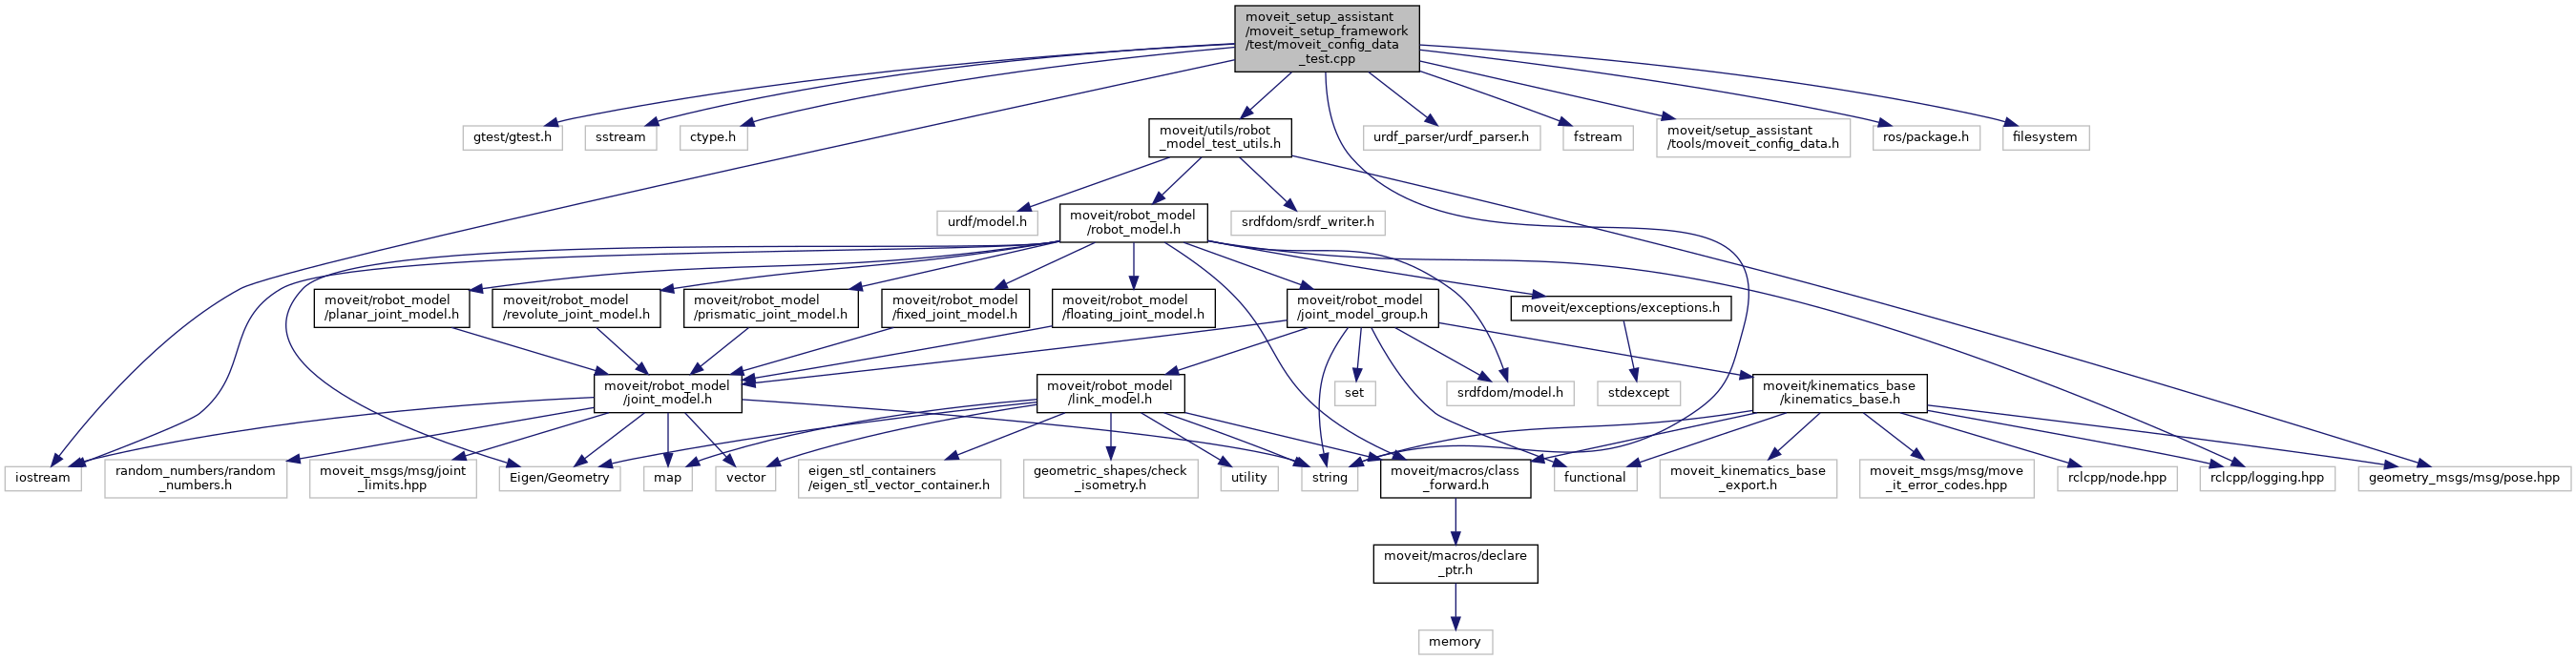 moveit_setup_assistant
/moveit_setup_framework
/test/moveit_config_data
_test.cpp
gtest/gtest.h
sstream
ctype.h
moveit/utils/robot
_model_test_utils.h
urdf_parser/urdf_parser.h
fstream
moveit/setup_assistant
/tools/moveit_config_data.h
ros/package.h
filesystem
urdf/model.h
moveit/robot_model
/robot_model.h
srdfdom/srdf_writer.h
moveit/robot_model
/planar_joint_model.h
moveit/robot_model
/revolute_joint_model.h
moveit/robot_model
/prismatic_joint_model.h
moveit/robot_model
/fixed_joint_model.h
moveit/robot_model
/floating_joint_model.h
moveit/robot_model
/joint_model_group.h
moveit/exceptions/exceptions.h
moveit/robot_model
/joint_model.h
moveit/robot_model
/link_model.h
set
srdfdom/model.h
stdexcept
moveit/kinematics_base
/kinematics_base.h
iostream
random_numbers/random
_numbers.h
moveit_msgs/msg/joint
_limits.hpp
Eigen/Geometry
map
vector
eigen_stl_containers
/eigen_stl_vector_container.h
geometric_shapes/check
_isometry.h
utility
string
moveit/macros/class
_forward.h
functional
moveit_kinematics_base
_export.h
moveit_msgs/msg/move
_it_error_codes.hpp
rclcpp/node.hpp
rclcpp/logging.hpp
geometry_msgs/msg/pose.hpp
moveit/macros/declare
_ptr.h
memory